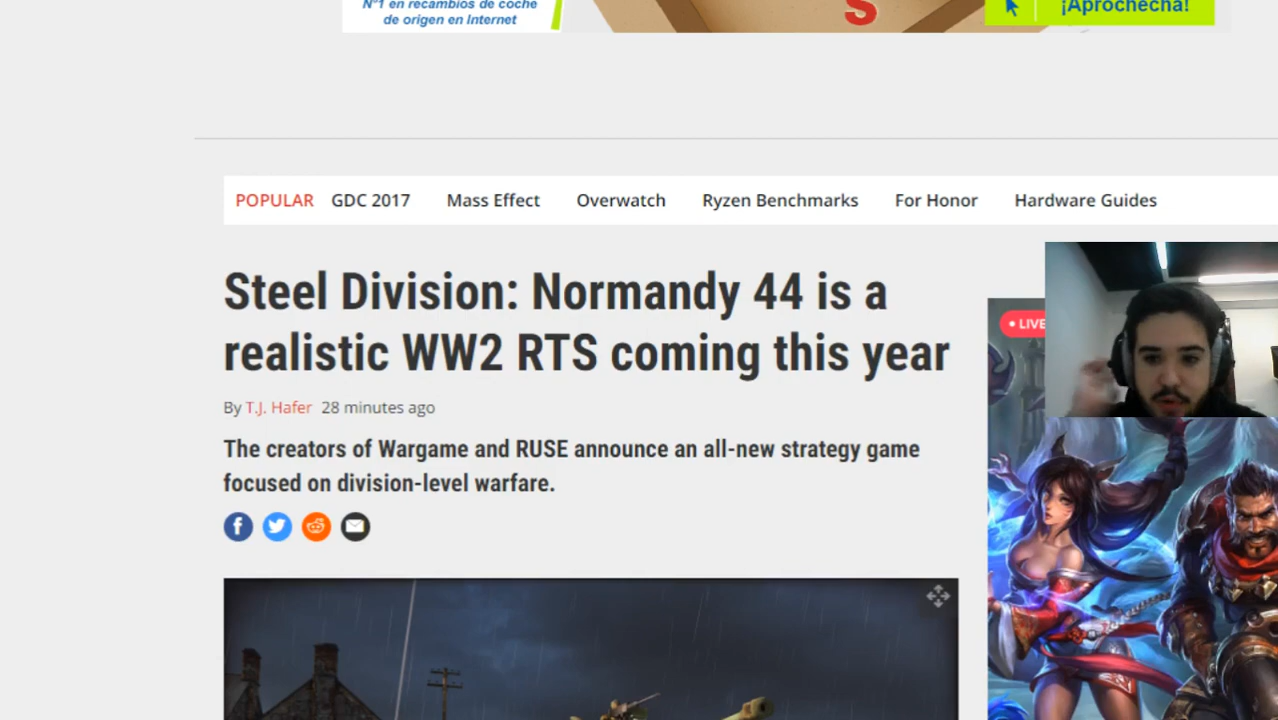 Nº1 en recambios de coche
de origen en Internet
S
¡Aprochecha!
POPULAR GDC 2017 Mass Effect Overwatch Ryzen Benchmarks For Honor Hardware Guides
Steel Division: Normandy 44 is a
realistic WW2 RTS coming this year
LIVE
By T.J. Hafer 28 minutes ago
The creators of Wargame and RUSE announce an all-new strategy game
focused on division-level warfare.